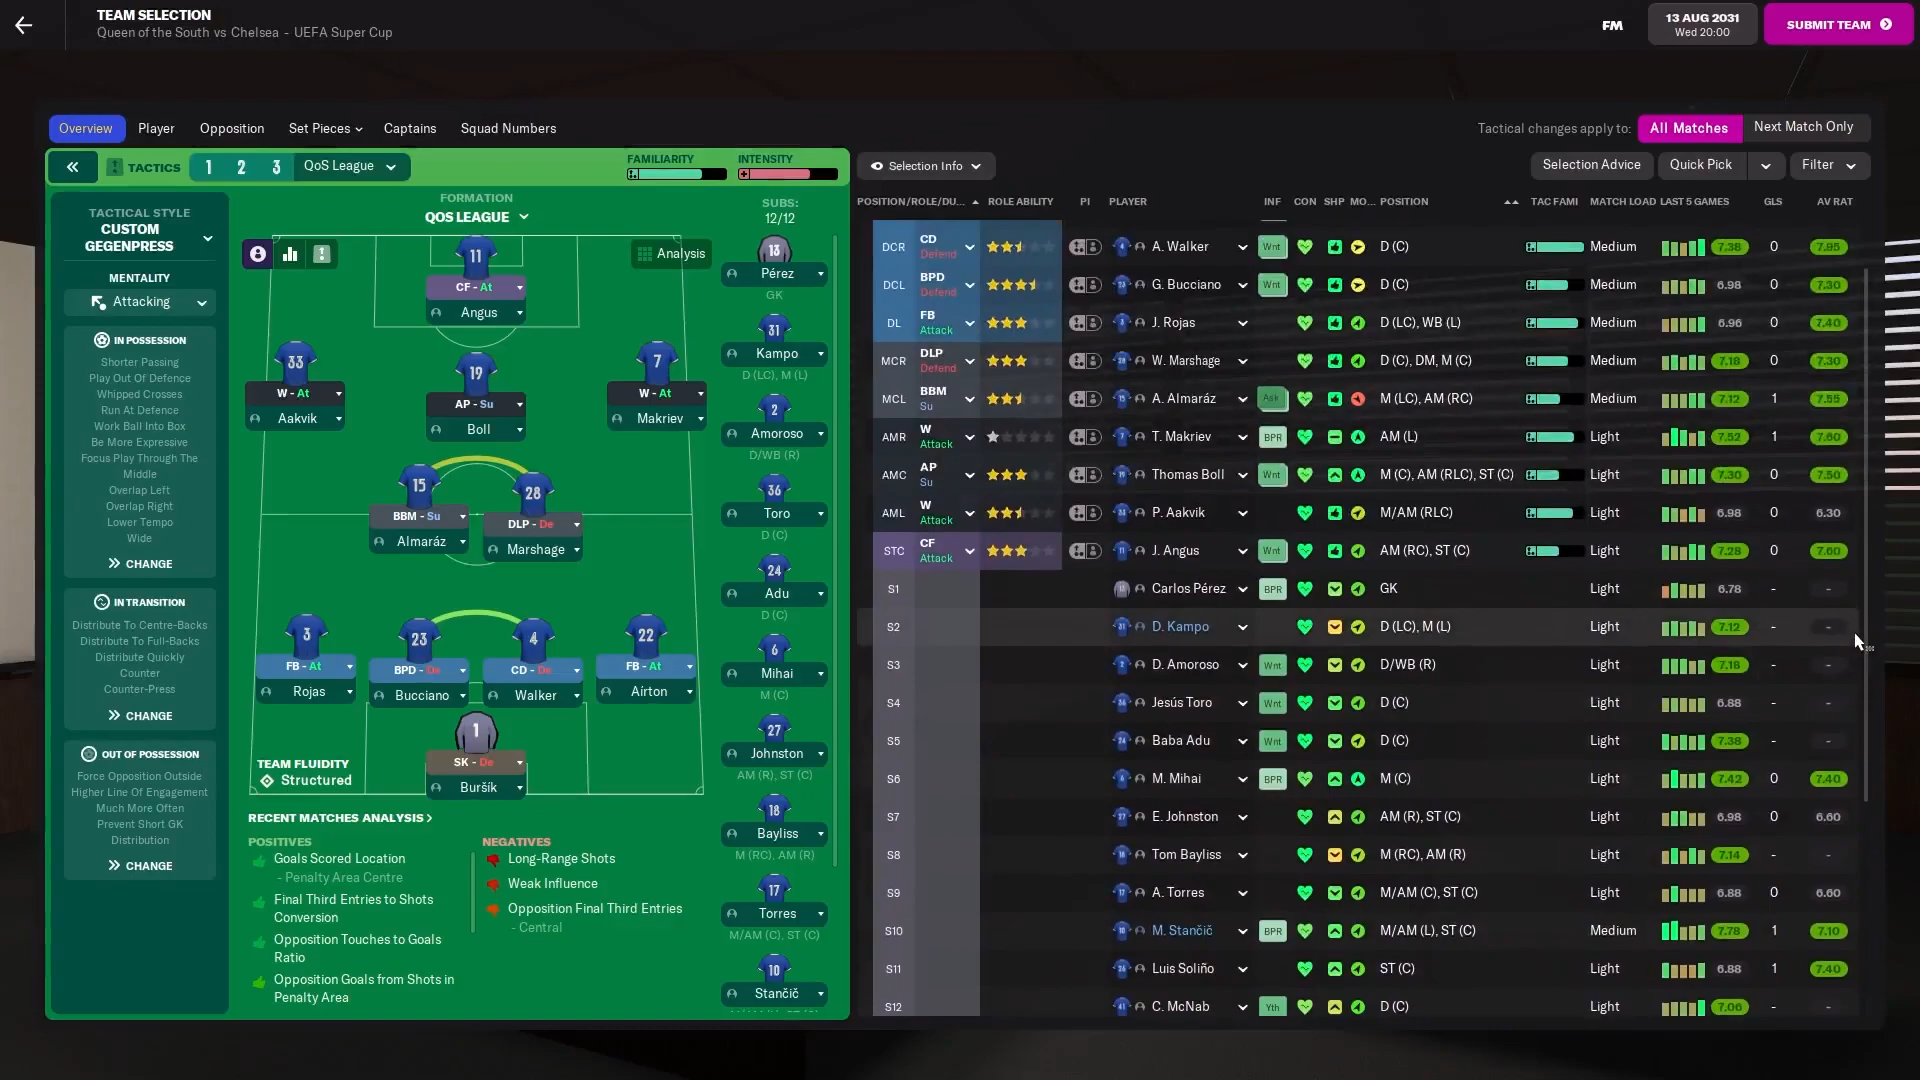 TEAM SELECTION
Queen of the South vs Chelsea - UEFA Super Cup
FM
13 AUG 2031
Wed 20:00
SUBMIT TEAM
Overview Player Opposition Set Pieces Captains Squad Numbers
Tactical changes apply to: All Matches Next Match Only
TACTICS 1 2 3 QoS League
FAMILIARITY INTENSITY
Selection Info
Selection Advice Quick Pick Filter
TACTICAL STYLE
CUSTOM
GEGENPRESS
MENTALITY
Attacking
IN POSSESSION
Shorter Passing
Play Out Of Defence
Whipped Crosses
Run At Defence
Work Ball Into Box
Be More Expressive
Focus Play Through The
Middle
Overlap Left
Overlap Right
Lower Tempo
Wide
CHANGE
IN TRANSITION
Distribute To Centre-Backs
Distribute To Full-Backs
Distribute Quickly
Counter
Counter-Press
CHANGE
OUT OF POSSESSION
Force Opposition Outside
Higher Line Of Engagement
Much More Often
Prevent Short GK
Distribution
CHANGE
FORMATION
QOS LEAGUE
Analysis
11
CF - At
Angus
33 19 7
W - At AP - Su W - At
Aakvik Boll Makriev
15 28
BBM - Su DLP - De
Almaráz Marshage
3 23 4 22
FB - At BPD - De CD - De FB - At
Rojas Bucciano Walker Airton
1
SK - De
Buršík
TEAM FLUIDITY
Structured
RECENT MATCHES ANALYSIS
POSITIVES
Goals Scored Location
- Penalty Area Centre
Final Third Entries to Shots
Conversion
Opposition Touches to Goals
Ratio
Opposition Goals from Shots in
Penalty Area
NEGATIVES
Long-Range Shots
Weak Influence
Opposition Final Third Entries
- Central
SUBS:
12/12
13
Pérez
GK
31
Kampo
D (LC), M (L)
2
Amoroso
D/WB (R)
36
Toro
D (C)
24
Adu
D (C)
6
Mihai
M (C)
27
Johnston
AM (R), ST (C)
18
Bayliss
M (RC), AM (R)
17
Torres
M/AM (C), ST (C)
10
Stančič
POSITION/ROLE/DU... ROLE ABILITY PI PLAYER INF CON SHP MO... POSITION TAC FAMI MATCH LOAD LAST 5 GAMES GLS AV RAT
DCR CD Defend A. Walker Wnt D (C) Medium 7.38 0 7.95
DCL BPD Defend G. Bucciano Wnt D (C) Medium 6.98 0 7.30
DL FB Attack J. Rojas D (LC), WB (L) Medium 6.96 0 7.40
MCR DLP Defend W. Marshage D (C), DM, M (C) Medium 7.18 0 7.30
MCL BBM Su A. Almaráz Ask M (LC), AM (RC) Medium 7.12 1 7.55
AMR W Attack T. Makriev BPR AM (L) Light 7.52 1 7.60
AMC AP Su Thomas Boll Wnt M (C), AM (RLC), ST (C) Light 7.30 0 7.50
AML W Attack P. Aakvik M/AM (RLC) Light 6.98 0 6.30
STC CF Attack J. Angus Wnt AM (RC), ST (C) Light 7.28 0 7.60
S1 Carlos Pérez BPR GK Light 6.78 - -
S2 D. Kampo D (LC), M (L) Light 7.12 - -
S3 D. Amoroso Wnt D/WB (R) Light 7.18 - -
S4 Jesús Toro Wnt D (C) Light 6.88 - -
S5 Baba Adu Wnt D (C) Light 7.38 - -
S6 M. Mihai BPR M (C) Light 7.42 0 7.40
S7 E. Johnston AM (R), ST (C) Light 6.98 0 6.60
S8 Tom Bayliss M (RC), AM (R) Light 7.14 - -
S9 A. Torres M/AM (C), ST (C) Light 6.88 0 6.60
S10 M. Stančič BPR M/AM (L), ST (C) Medium 7.78 1 7.10
S11 Luis Soliño ST (C) Light 6.88 1 7.40
S12 C. McNab Yth D (C) Light 7.06 - -